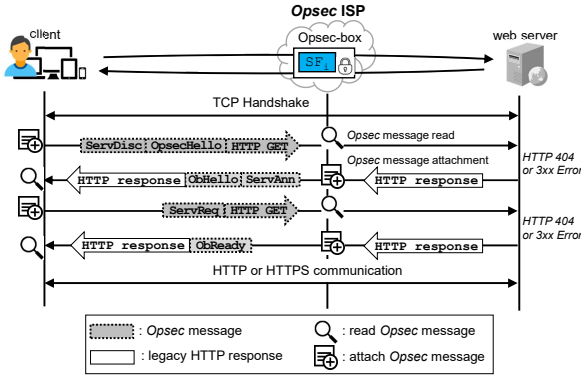 Opsec ISP
client
Opsec-box
web server
SFi
TCP Handshake
ServDisc OpsecHello HTTP GET
Opsec message read
Opsec message attachment
HTTP 404
or 3xx Error
HTTP response ObHello ServAnn
HTTP response
ServReq HTTP GET
HTTP 404
or 3xx Error
HTTP response ObReady
HTTP response
HTTP or HTTPS communication
: Opsec message
: read Opsec message
: legacy HTTP response
: attach Opsec message